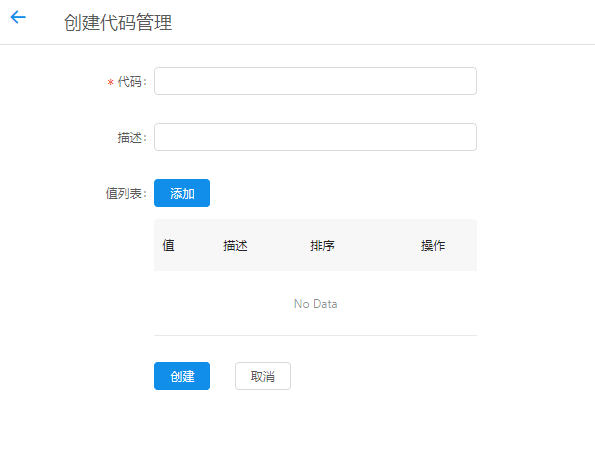 创建代码管理
* 代码:
描述:
值列表: 添加
值 描述 排序 操作
No Data
创建 取消